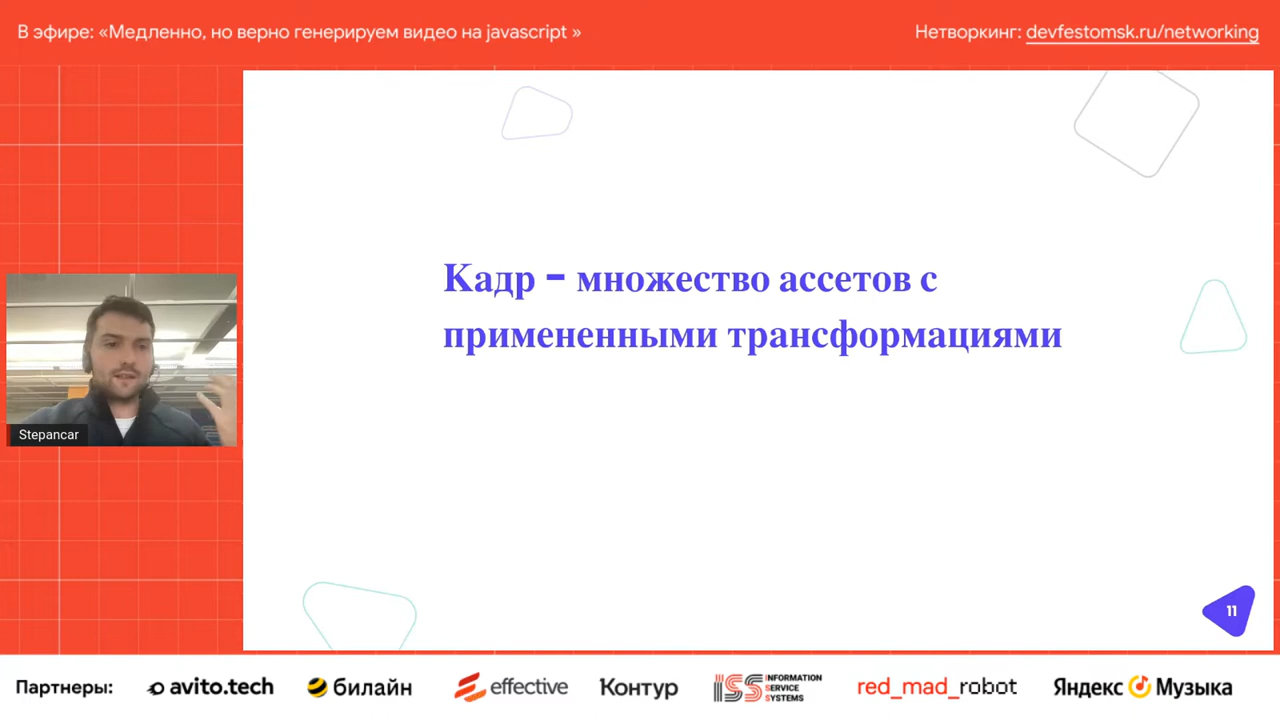 В эфире: «Медленно, но верно генерируем видео на javascript »
Нетворкинг: devfestomsk.ru/networking
Кадр – множество ассетов с
примененными трансформациями
Stepancar
11
Партнеры:
avito.tech
билайн
effective
Контур
ISS INFORMATION
SERVICE
SYSTEMS
red_mad_robot
Яндекс Музыка